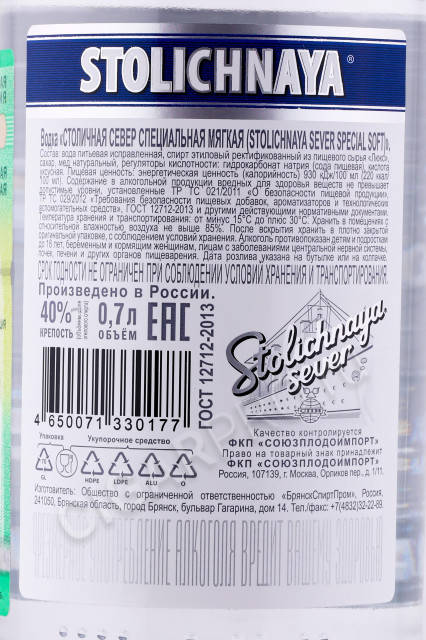 STOLICHNAYA®
Водка «СТОЛИЧНАЯ СЕВЕР СПЕЦИАЛЬНАЯ МЯГКАЯ (STOLICHNAYA SEVER SPECIAL SOFT)».
Состав: вода питьевая исправленная, спирт этиловый ректификованный из пищевого сырья «Люкс»,
сахар, мед натуральный, регуляторы кислотности: гидрокарбонат натрия (сода пищевая), кислота
уксусная. Пищевая ценность: энергетическая ценность (калорийность) 930 кДж/100 мл (220 ккал/
100 мл). Содержание в алкогольной продукции вредных для здоровья веществ не превышает
допустимые уровни, установленные ТР ТС 021/2011 «О безопасности пищевой продукции»,
ТР ТС 029/2012 «Требования безопасности пищевых добавок, ароматизаторов и технологических
вспомогательных средств», ГОСТ 12712-2013 и другими действующими нормативными документами.
Температура хранения и транспортирования: от минус 15°С до плюс 30°С. Хранить в помещении с
относительной влажностью воздуха не выше 85%. После вскрытия хранить в плотно закрытой
оригинальной упаковке, с соблюдением условий хранения. Алкоголь противопоказан детям и подросткам
до 18 лет, беременным и кормящим женщинам, лицам с заболеваниями центральной нервной системы,
почек, печени и других органов пищеварения. Дата розлива указана на бутылке или на колпачке.
СРОК ГОДНОСТИ НЕ ОГРАНИЧЕН ПРИ СОБЛЮДЕНИИ УСЛОВИЙ ХРАНЕНИЯ И ТРАНСПОРТИРОВАНИЯ.
Произведено в России.
40%
КРЕПОСТЬ
0,7л
ОБЪЁМ
ЕАС
ГОСТ 12712-2013
Stolichnaya
sever
4 650071 330177
Упаковка Укупорочное средство
GL HDPE LDPE ALU
Качество контролируется
ФКП «СОЮЗПЛОДОИМПОРТ»
Право на товарный знак принадлежит
ФКП «СОЮЗПЛОДОИМПОРТ»
Россия, 107139, г. Москва, Орликов пер., д. 1/11.
Изготовитель: Общество с ограниченной ответственностью «БрянскСпиртПром», Россия,
241050, Брянская область, город Брянск, бульвар Гагарина, дом 14. Тел./Факс: +7(4832)32-22-89.